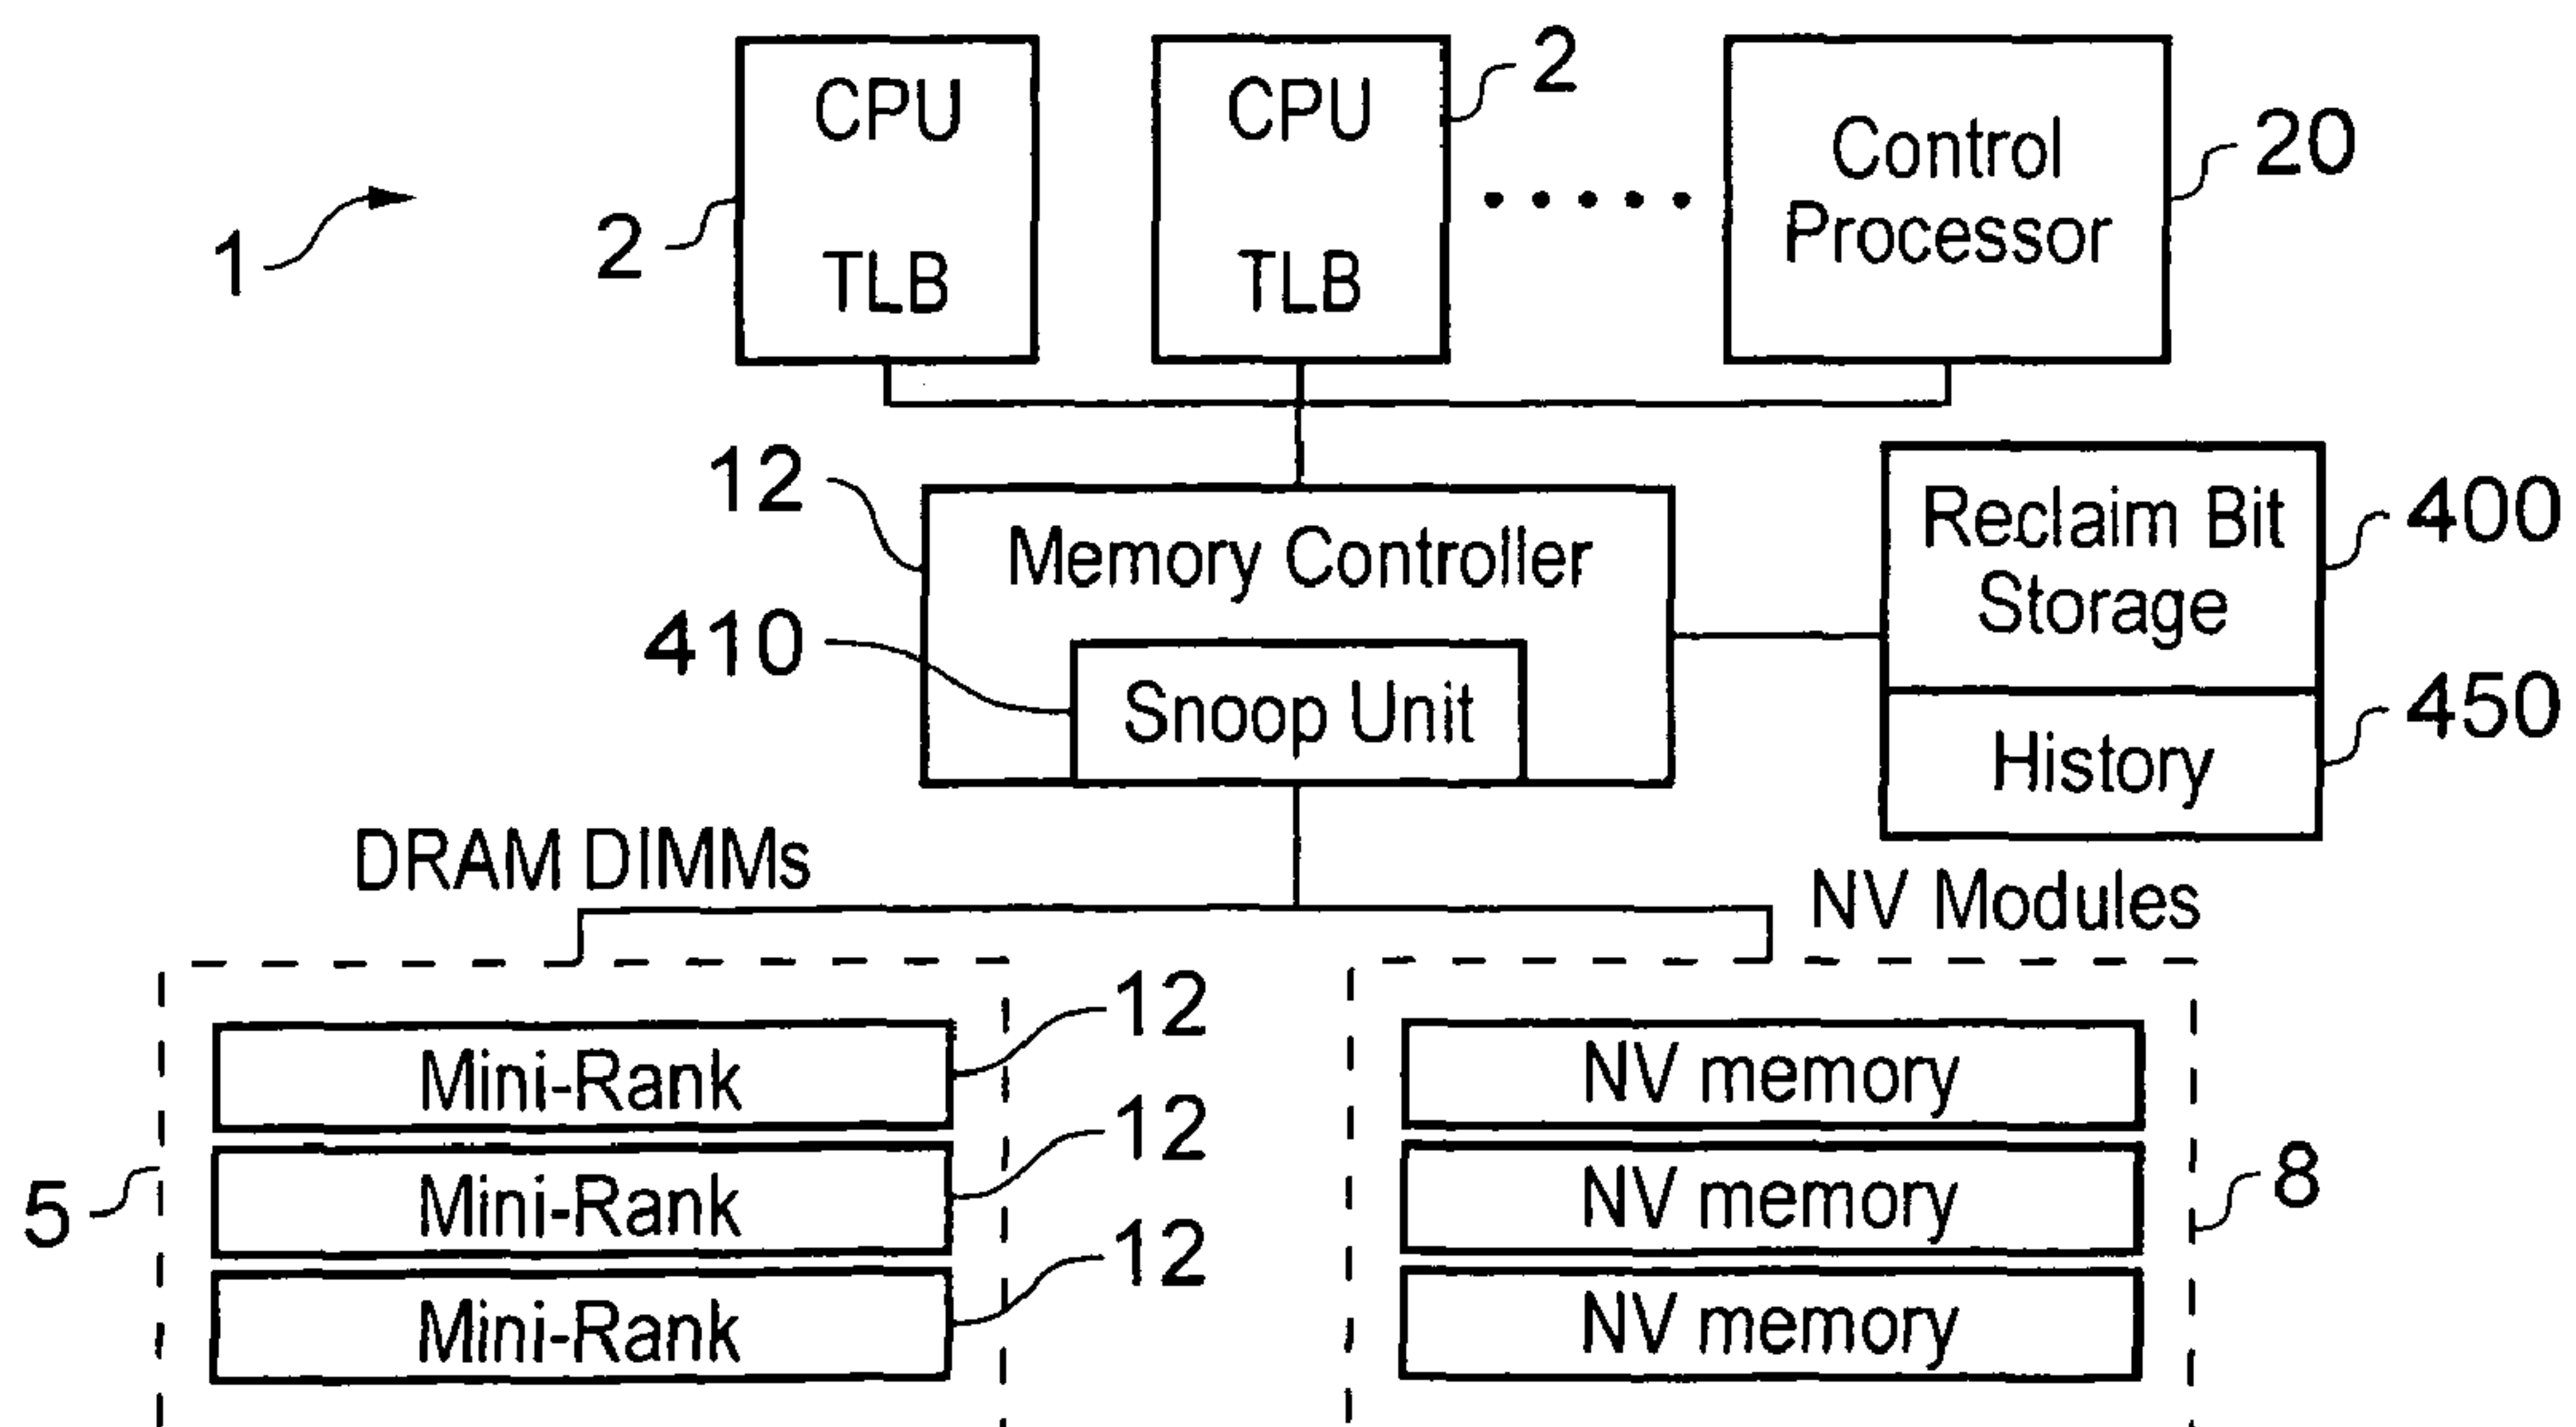 CPU
TLB
2
CPU
TLB
2
Control
Processor
20
1
12
Memory Controller
410
Snoop Unit
Reclaim Bit
Storage
400
History
450
DRAM DIMMs
NV Modules
Mini-Rank
12
Mini-Rank
12
Mini-Rank
12
5
NV memory
NV memory
NV memory
8